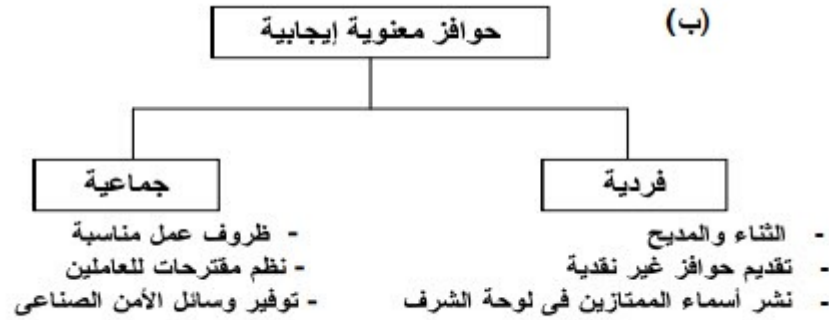 (ب)
حوافز معنوية إيجابية
فردية
- الثناء والمديح
- تقديم حوافز غير نقدية
- نشر أسماء الممتازين فى لوحة الشرف
جماعية
- ظروف عمل مناسبة
- نظم مقترحات للعاملين
- توفير وسائل الأمن الصناعى